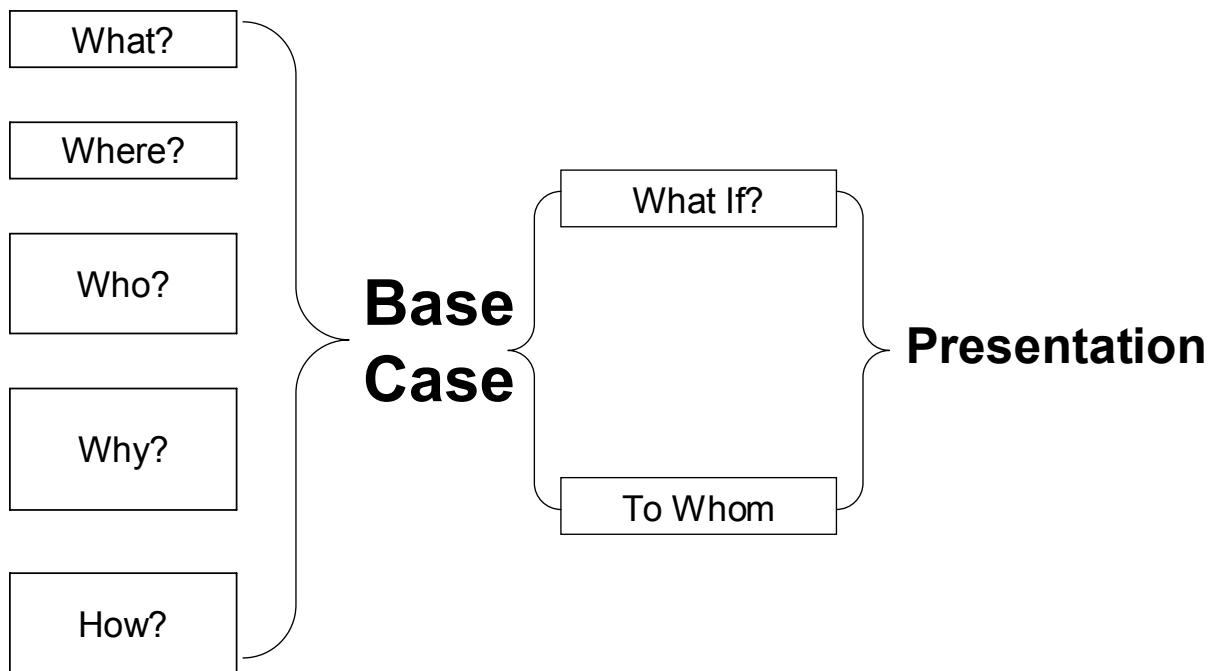 What?
Where?
Who?
Why?
How?
Base
Case
What If?
To Whom
Presentation